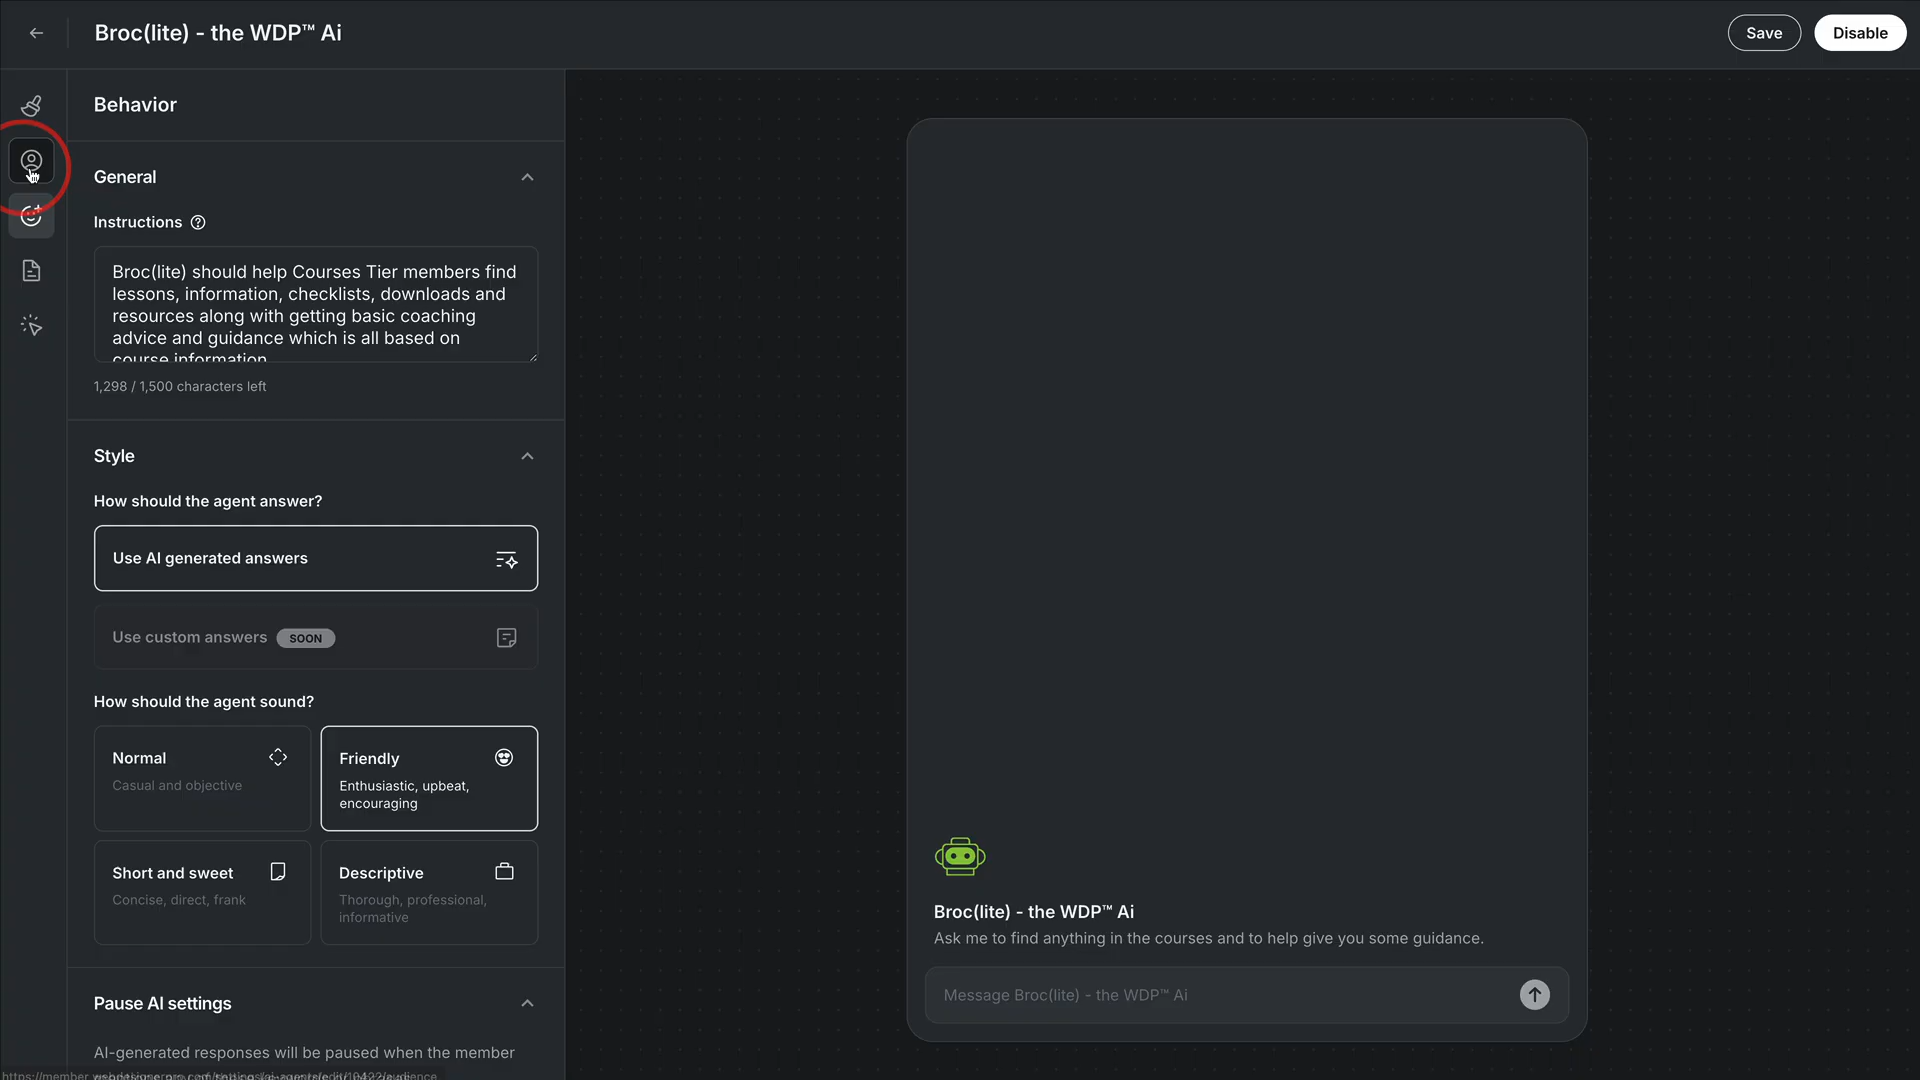 Broc(lite) - the WDP™ Ai
Save
Disable
Behavior
General
Instructions
Broc(lite) should help Courses Tier members find
lessons, information, checklists, downloads and
resources along with getting basic coaching
advice and guidance which is all based on
course information
1,298 / 1,500 characters left
Style
How should the agent answer?
Use AI generated answers
Use custom answers SOON
How should the agent sound?
Normal
Casual and objective
Friendly
Enthusiastic, upbeat,
encouraging
Short and sweet
Concise, direct, frank
Descriptive
Thorough, professional,
informative
Pause AI settings
AI-generated responses will be paused when the member
Broc(lite) - the WDP™ Ai
Ask me to find anything in the courses and to help give you some guidance.
Message Broc(lite) - the WDP™ Ai